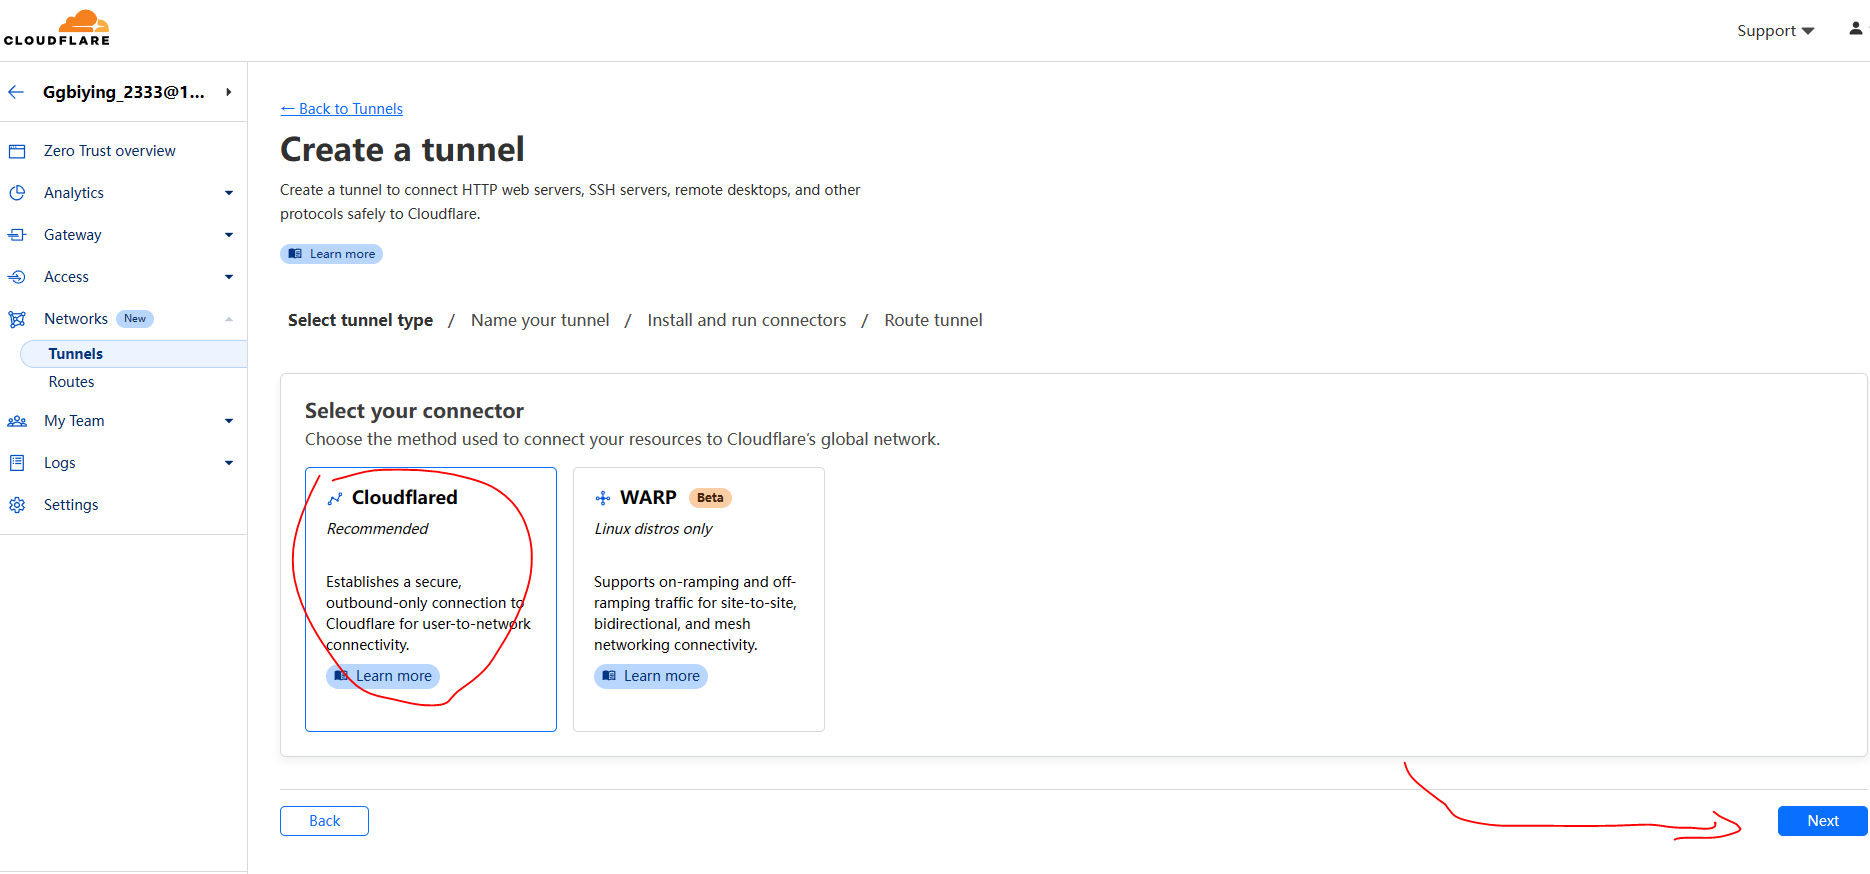 CLOUDFLARE
Support
Ggbiying_2333@1...
Zero Trust overview
Analytics
Gateway
Access
Networks New
Tunnels
Routes
My Team
Logs
Settings
← Back to Tunnels
Create a tunnel
Create a tunnel to connect HTTP web servers, SSH servers, remote desktops, and other
protocols safely to Cloudflare.
Learn more
Select tunnel type / Name your tunnel / Install and run connectors / Route tunnel
Select your connector
Choose the method used to connect your resources to Cloudflare’s global network.
Cloudflared
Recommended
Establishes a secure,
outbound-only connection to
Cloudflare for user-to-network
connectivity.
Learn more
WARP Beta
Linux distros only
Supports on-ramping and off-
ramping traffic for site-to-site,
bidirectional, and mesh
networking connectivity.
Learn more
Back
Next